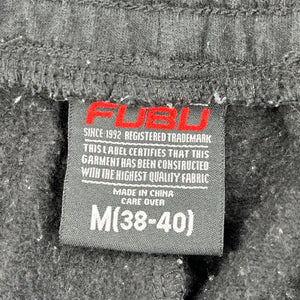 FUBU
SINCE 1992 REGISTERED TRADEMARK
THIS LABEL CERTIFIES THAT THIS
GARMENT HAS BEEN CONSTRUCTED
WITH THE HIGHEST QUALITY FABRIC
MADE IN CHINA
CARE OVER
M(38-40)